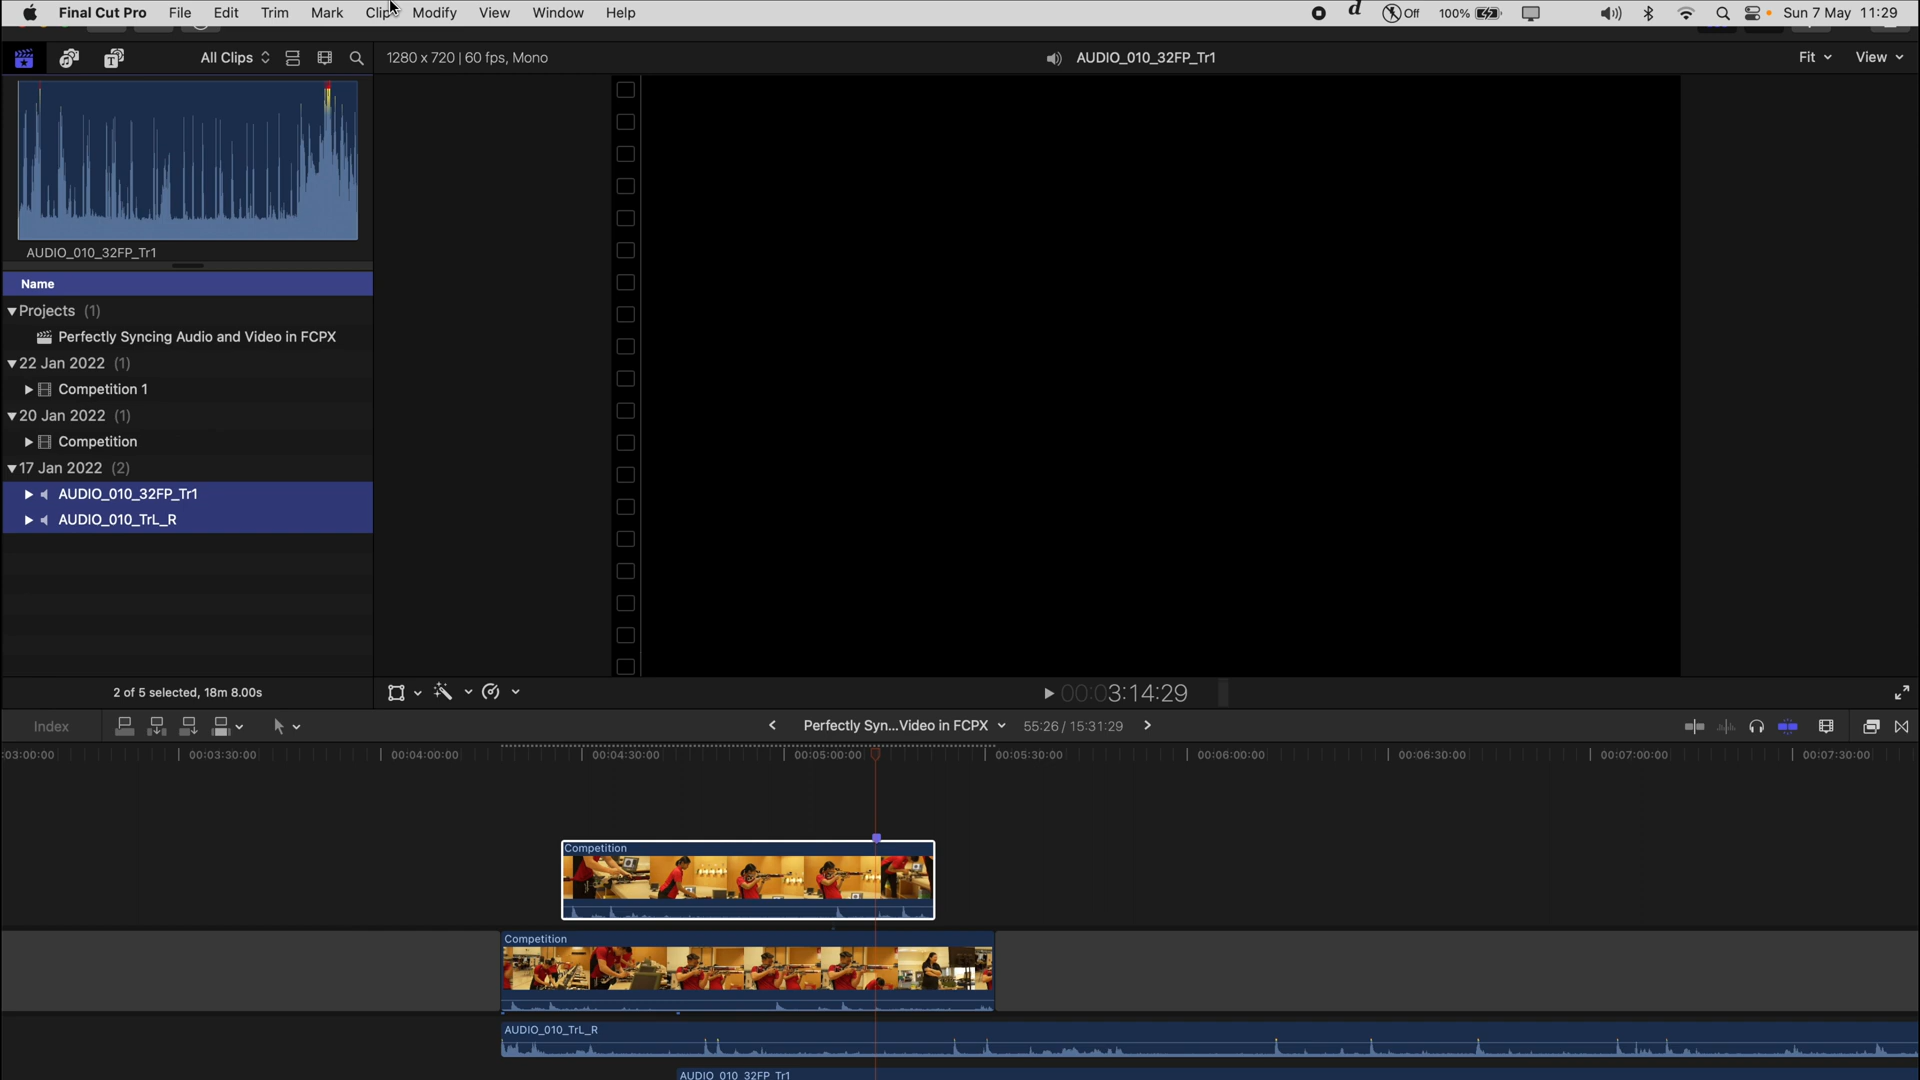 Final Cut Pro File Edit Trim Mark Clip Modify View Window Help
Off 100% Sun 7 May 11:29
All Clips 1280 x 720 | 60 fps, Mono AUDIO_010_32FP_Tr1 Fit View
AUDIO_010_32FP_Tr1
Name
Projects (1)
Perfectly Syncing Audio and Video in FCPX
22 Jan 2022 (1)
Competition 1
20 Jan 2022 (1)
Competition
17 Jan 2022 (2)
AUDIO_010_32FP_Tr1
AUDIO_010_TrL_R
2 of 5 selected, 18m 8.00s
00:03:14:29
Index Perfectly Syn...Video in FCPX 55:26 / 15:31:29
:03:00:00 00:03:30:00 00:04:00:00 00:04:30:00 00:05:00:00 00:05:30:00 00:06:00:00 00:06:30:00 00:07:00:00 00:07:30:00
Competition
Competition
AUDIO_010_TrL_R
AUDIO_010_32FP_Tr1